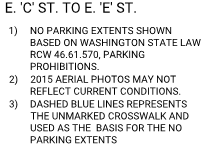 E. 'C' ST. TO E. 'E' ST.
1) NO PARKING EXTENTS SHOWN
BASED ON WASHINGTON STATE LAW
RCW 46.61.570, PARKING
PROHIBITIONS.
2) 2015 AERIAL PHOTOS MAY NOT
REFLECT CURRENT CONDITIONS.
3) DASHED BLUE LINES REPRESENTS
THE UNMARKED CROSSWALK AND
USED AS THE BASIS FOR THE NO
PARKING EXTENTS